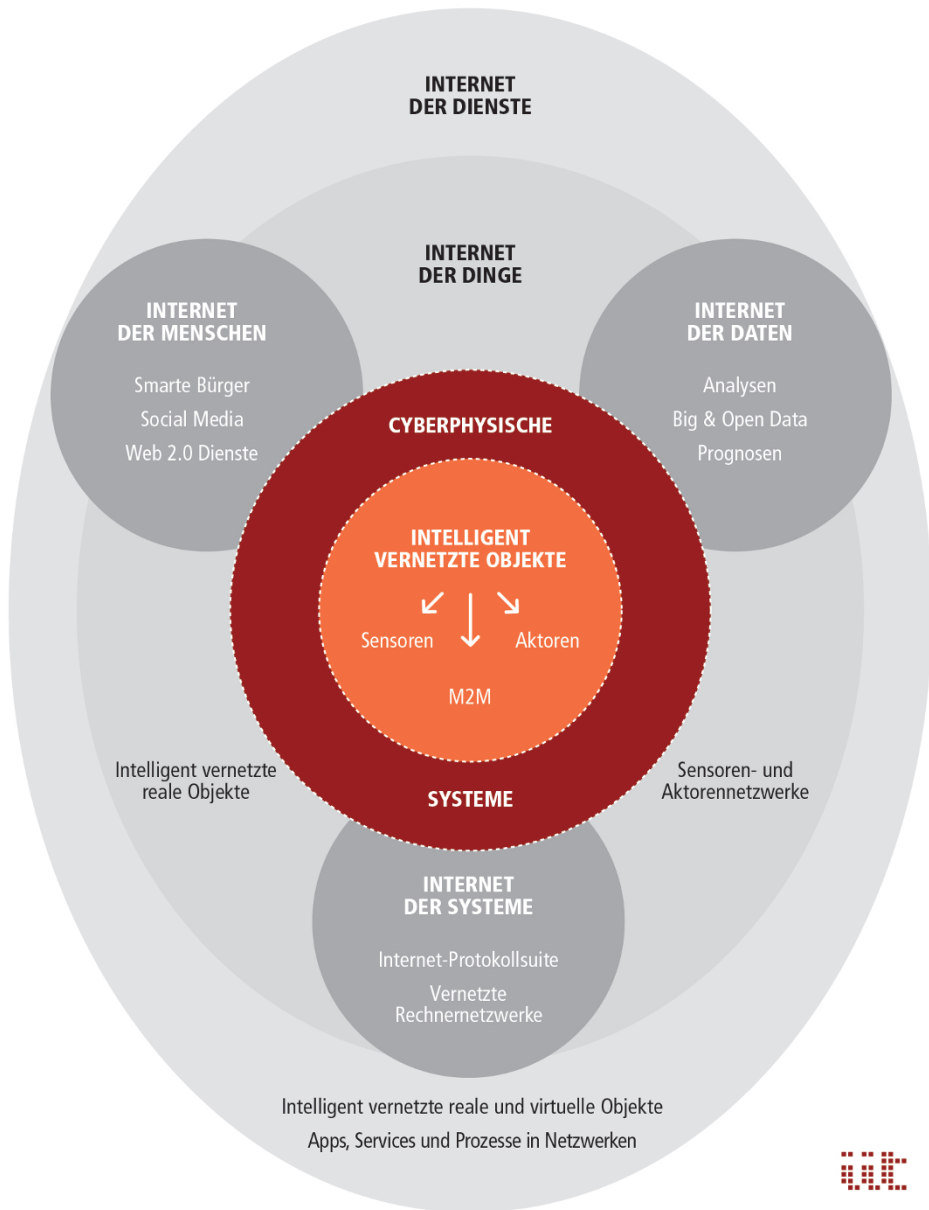 INTERNET
DER DIENSTE
INTERNET
DER DINGE
INTERNET
DER MENSCHEN
Smarte Bürger
Social Media
Web 2.0 Dienste
INTERNET
DER DATEN
Analysen
Big & Open Data
Prognosen
CYBERPHYSISCHE
INTELLIGENT
VERNETZTE OBJEKTE
Sensoren
Aktoren
M2M
SYSTEME
Intelligent vernetzte
reale Objekte
Sensoren- und
Aktorennetzwerke
INTERNET
DER SYSTEME
Internet-Protokollsuite
Vernetzte
Rechnernetzwerke
Intelligent vernetzte reale und virtuelle Objekte
Apps, Services und Prozesse in Netzwerken